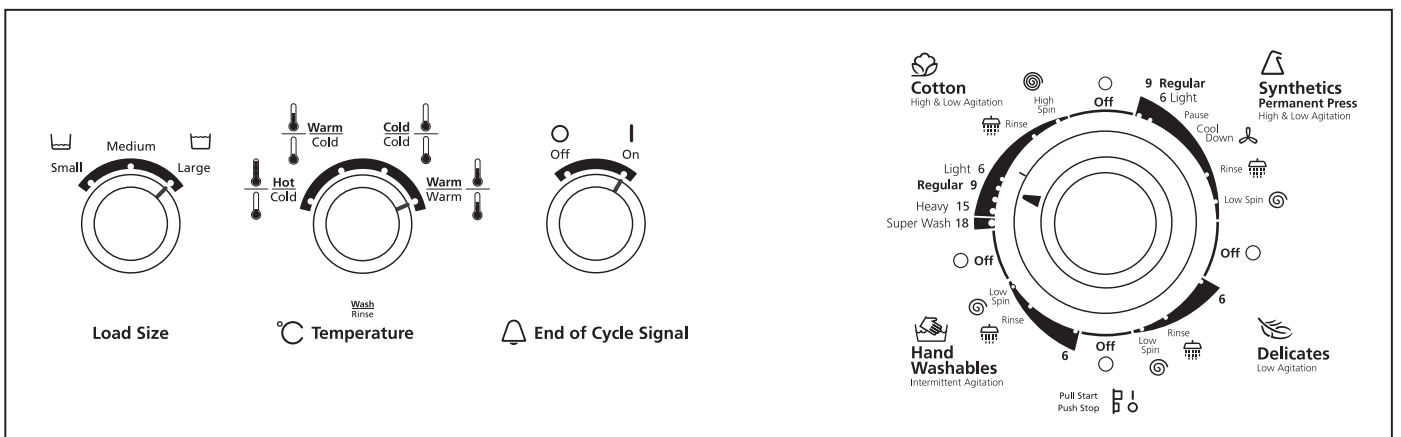 Small
Medium
Large
Load Size
Hot
Cold
Warm
Cold
Cold
Cold
Warm
Warm
Wash
Rinse
°C Temperature
Off
On
End of Cycle Signal
Cotton
High & Low Agitation
High
Spin
Rinse
Light 6
Regular 9
Heavy 15
Super Wash 18
Off
Off
9 Regular
6 Light
Pause
Cool
Down
Rinse
Low Spin
Synthetics
Permanent Press
High & Low Agitation
Off
6
Rinse
Low
Spin
Delicates
Low Agitation
Off
Low
Spin
Rinse
6
Hand
Washables
Intermittent Agitation
Pull Start
Push Stop